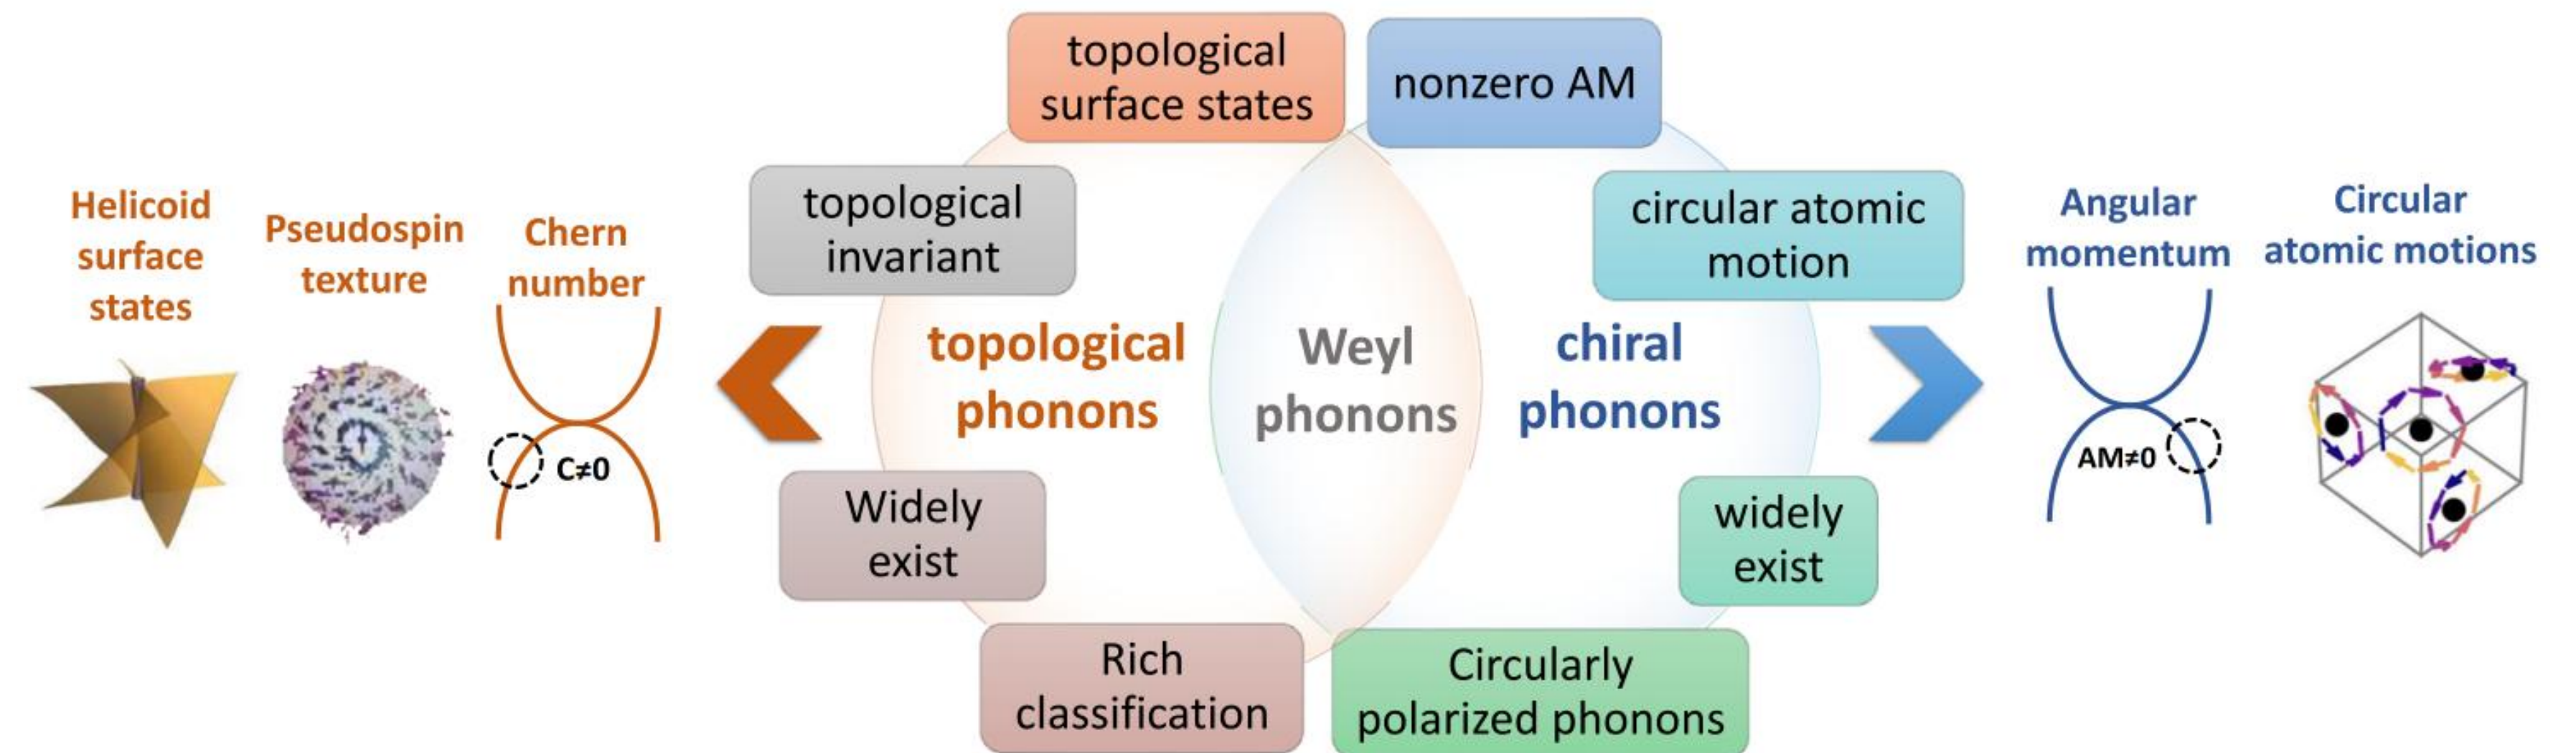 Helicoid
surface
states
Pseudospin
texture
Chern
number
C≠0
topological
surface states
topological
invariant
topological
phonons
Widely
exist
Rich
classification
Weyl
phonons
nonzero AM
circular atomic
motion
chiral
phonons
widely
exist
Circularly
polarized phonons
Angular
momentum
AM≠0
Circular
atomic motions